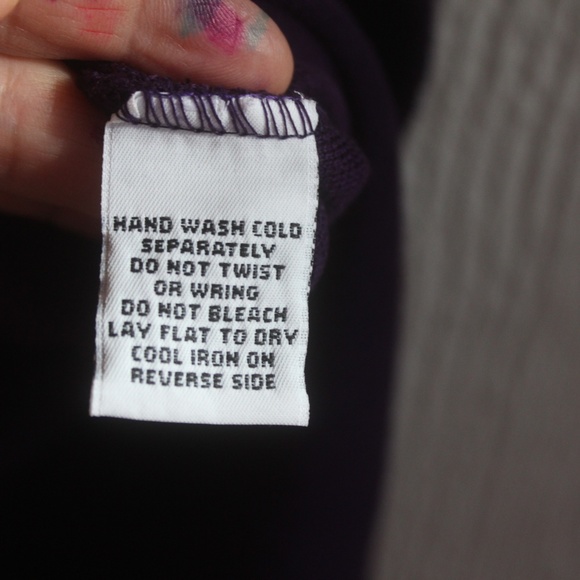 HAND WASH COLD
SEPARATELY
DO NOT TWIST
OR WRING
DO NOT BLEACH
LAY FLAT TO DRY
COOL IRON ON
REVERSE SIDE